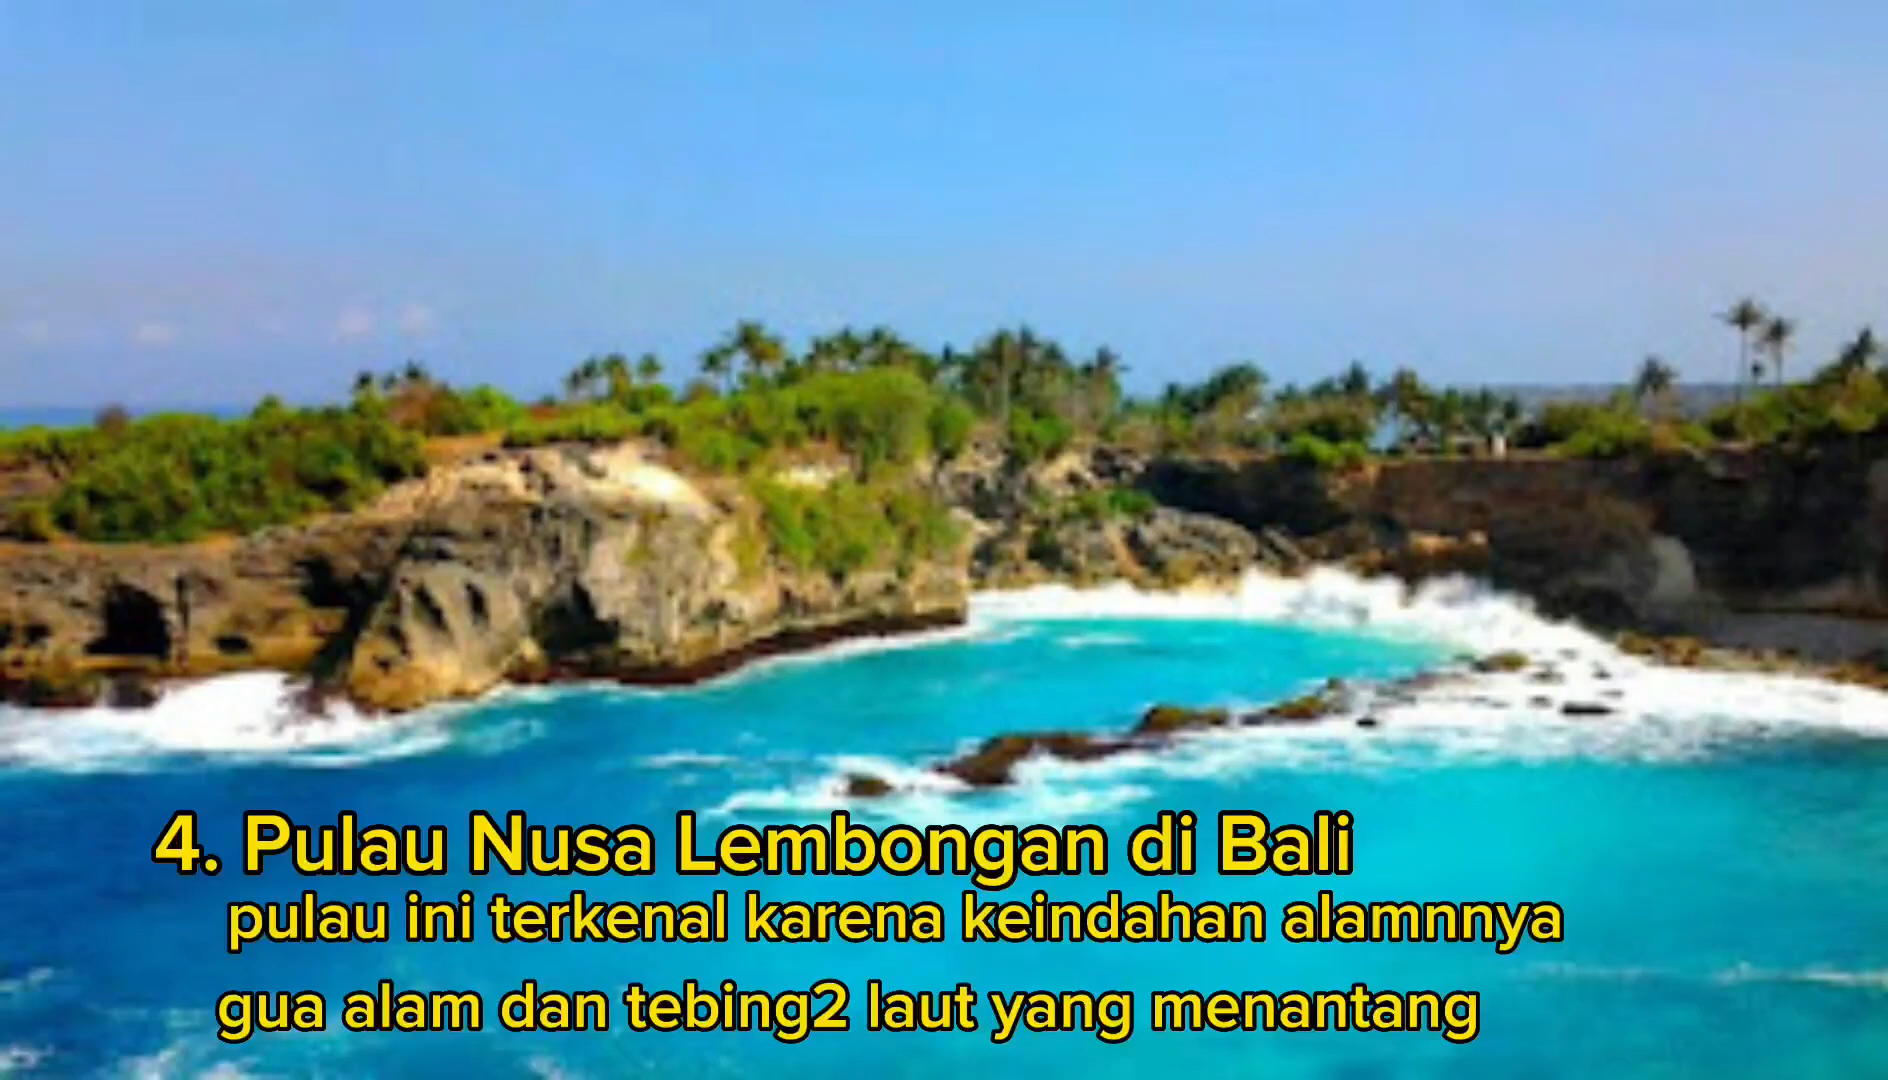 4. Pulau Nusa Lembongan di Bali
pulau ini terkenal karena keindahan alamnnya
gua alam dan tebing2 laut yang menantang